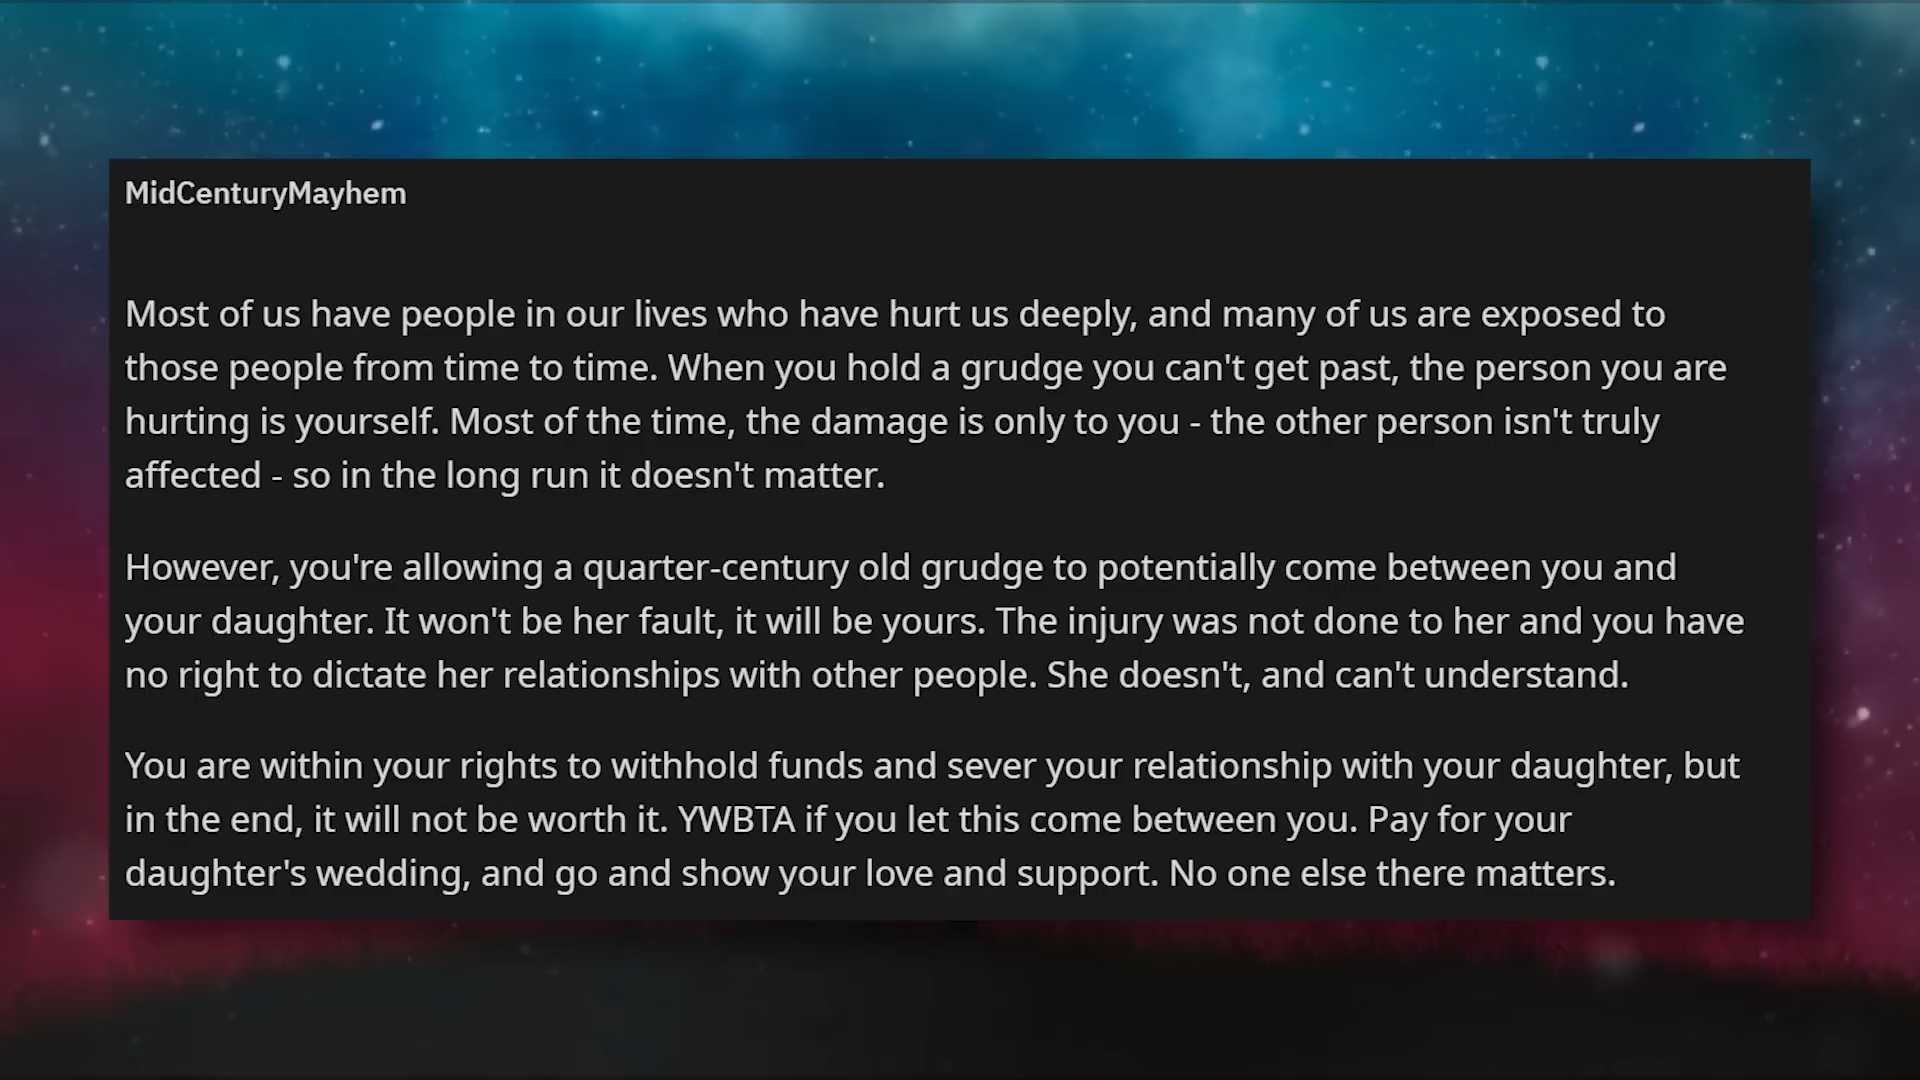 MidCenturyMayhem
Most of us have people in our lives who have hurt us deeply, and many of us are exposed to
those people from time to time. When you hold a grudge you can't get past, the person you are
hurting is yourself. Most of the time, the damage is only to you - the other person isn't truly
affected - so in the long run it doesn't matter.
However, you're allowing a quarter-century old grudge to potentially come between you and
your daughter. It won't be her fault, it will be yours. The injury was not done to her and you have
no right to dictate her relationships with other people. She doesn't, and can't understand.
You are within your rights to withhold funds and sever your relationship with your daughter, but
in the end, it will not be worth it. YWBTA if you let this come between you. Pay for your
daughter's wedding, and go and show your love and support. No one else there matters.